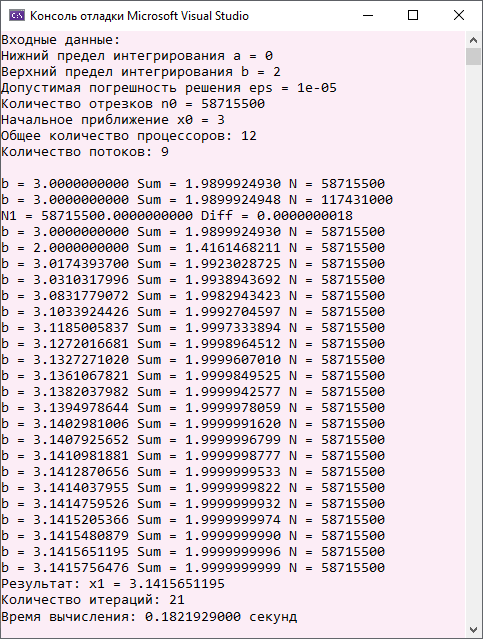 Консоль отладки Microsoft Visual Studio
Входные данные:
Нижний предел интегрирования a = 0
Верхний предел интегрирования b = 2
Допустимая погрешность решения eps = 1e-05
Количество отрезков n0 = 58715500
Начальное приближение x0 = 3
Общее количество процессоров: 12
Количество потоков: 9
b = 3.0000000000 Sum = 1.9899924930 N = 58715500
b = 3.0000000000 Sum = 1.9899924948 N = 117431000
N1 = 58715500.0000000000 Diff = 0.0000000018
b = 3.0000000000 Sum = 1.9899924930 N = 58715500
b = 2.0000000000 Sum = 1.4161468211 N = 58715500
b = 3.0174393700 Sum = 1.9923028725 N = 58715500
b = 3.0310317996 Sum = 1.9938943692 N = 58715500
b = 3.0831779072 Sum = 1.9982943423 N = 58715500
b = 3.1033924426 Sum = 1.9992704597 N = 58715500
b = 3.1185005837 Sum = 1.9997333894 N = 58715500
b = 3.1272016681 Sum = 1.9998964512 N = 58715500
b = 3.1327271020 Sum = 1.9999607010 N = 58715500
b = 3.1361067821 Sum = 1.9999849525 N = 58715500
b = 3.1382037982 Sum = 1.9999942577 N = 58715500
b = 3.1394978644 Sum = 1.9999978059 N = 58715500
b = 3.1402981006 Sum = 1.9999991620 N = 58715500
b = 3.1407925652 Sum = 1.9999996799 N = 58715500
b = 3.1410981881 Sum = 1.9999998777 N = 58715500
b = 3.1412870656 Sum = 1.9999999533 N = 58715500
b = 3.1414037955 Sum = 1.9999999822 N = 58715500
b = 3.1414759526 Sum = 1.9999999932 N = 58715500
b = 3.1415205366 Sum = 1.9999999974 N = 58715500
b = 3.1415480879 Sum = 1.9999999990 N = 58715500
b = 3.1415651195 Sum = 1.9999999996 N = 58715500
b = 3.1415756476 Sum = 1.9999999999 N = 58715500
Результат: x1 = 3.1415651195
Количество итераций: 21
Время вычисления: 0.1821929000 секунд